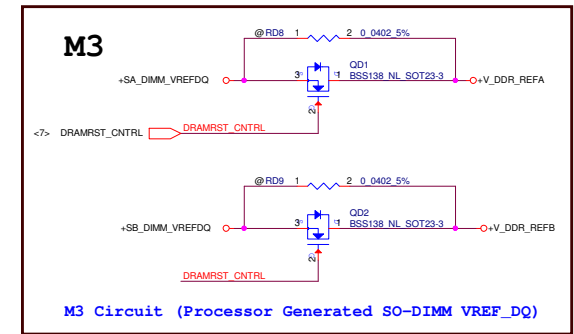 M3
@ RD8 1 2 0_0402_5%
QD1
+SA_DIMM_VREFDQ 3 1 BSS138_NL_SOT23-3 +V_DDR_REFA
D S
G
2
<7> DRAMRST_CNTRL DRAMRST_CNTRL
@ RD9 1 2 0_0402_5%
QD2
+SB_DIMM_VREFDQ 3 1 BSS138_NL_SOT23-3 +V_DDR_REFB
2
DRAMRST_CNTRL
M3 Circuit (Processor Generated SO-DIMM VREF_DQ)